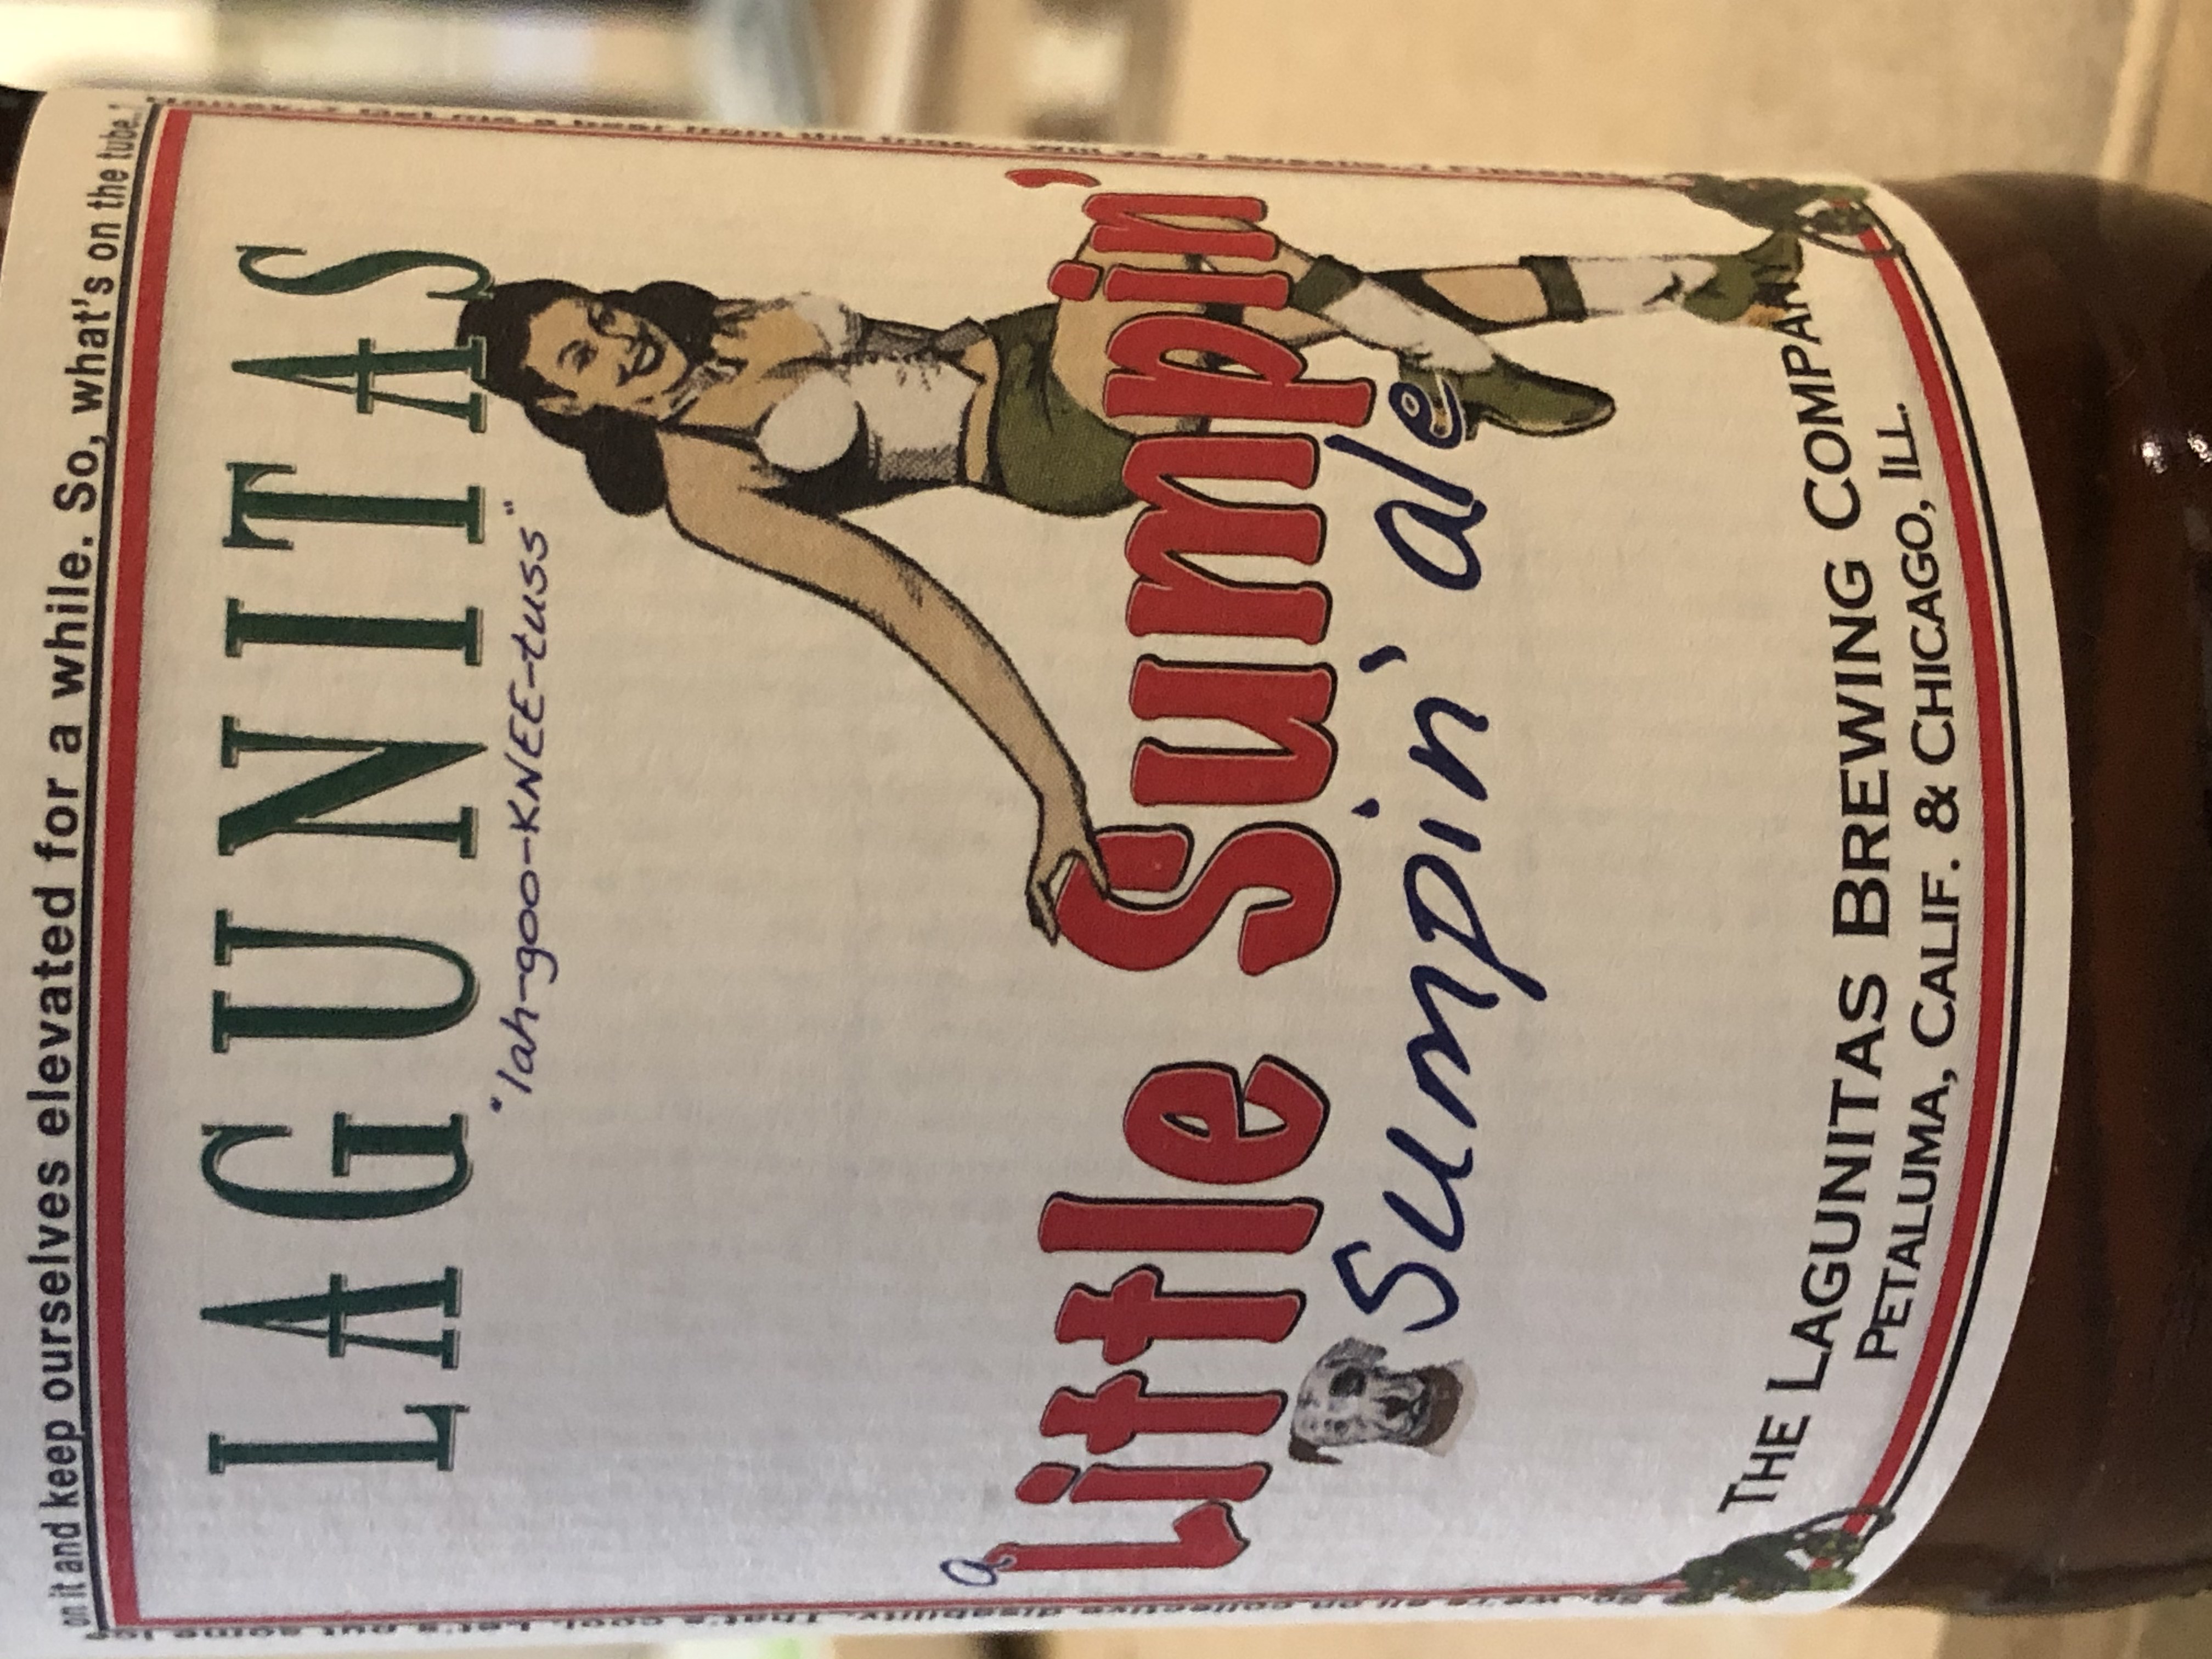 on it and keep ourselves elevated for a while. So, what's on the tube.'
LAGUNITAS
"lah-goo-KNEE-tuss"
a
Little Sumpin'
Sumpin' ale
THE LAGUNITAS BREWING COMPANY
PETALUMA, CALIF. & CHICAGO, ILL.